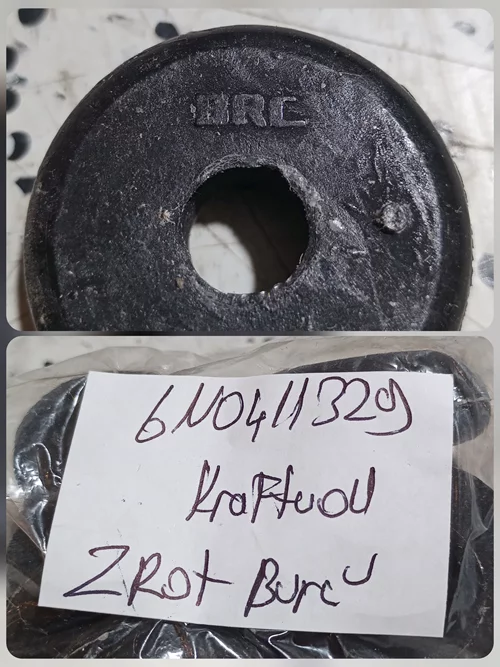 BRC
6N0411329
Kraftvoll
ZRot Burcu